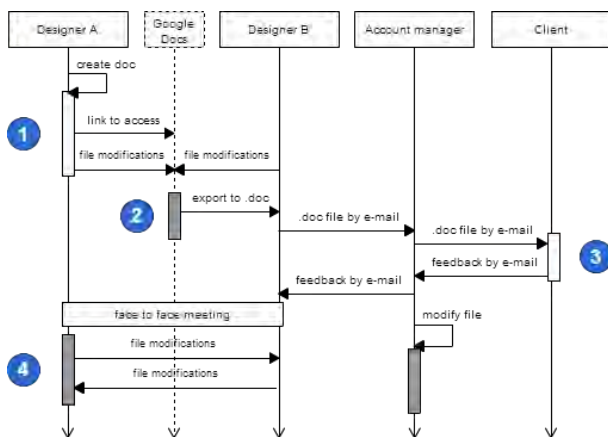 Designer A
Google
Docs
Designer B
Account manager
Client
create doc
1
link to access
file modifications
file modifications
2
export to .doc
.doc file by e-mail
.doc file by e-mail
3
feedback by e-mail
feedback by e-mail
face to face meeting
modify file
4
file modifications
file modifications